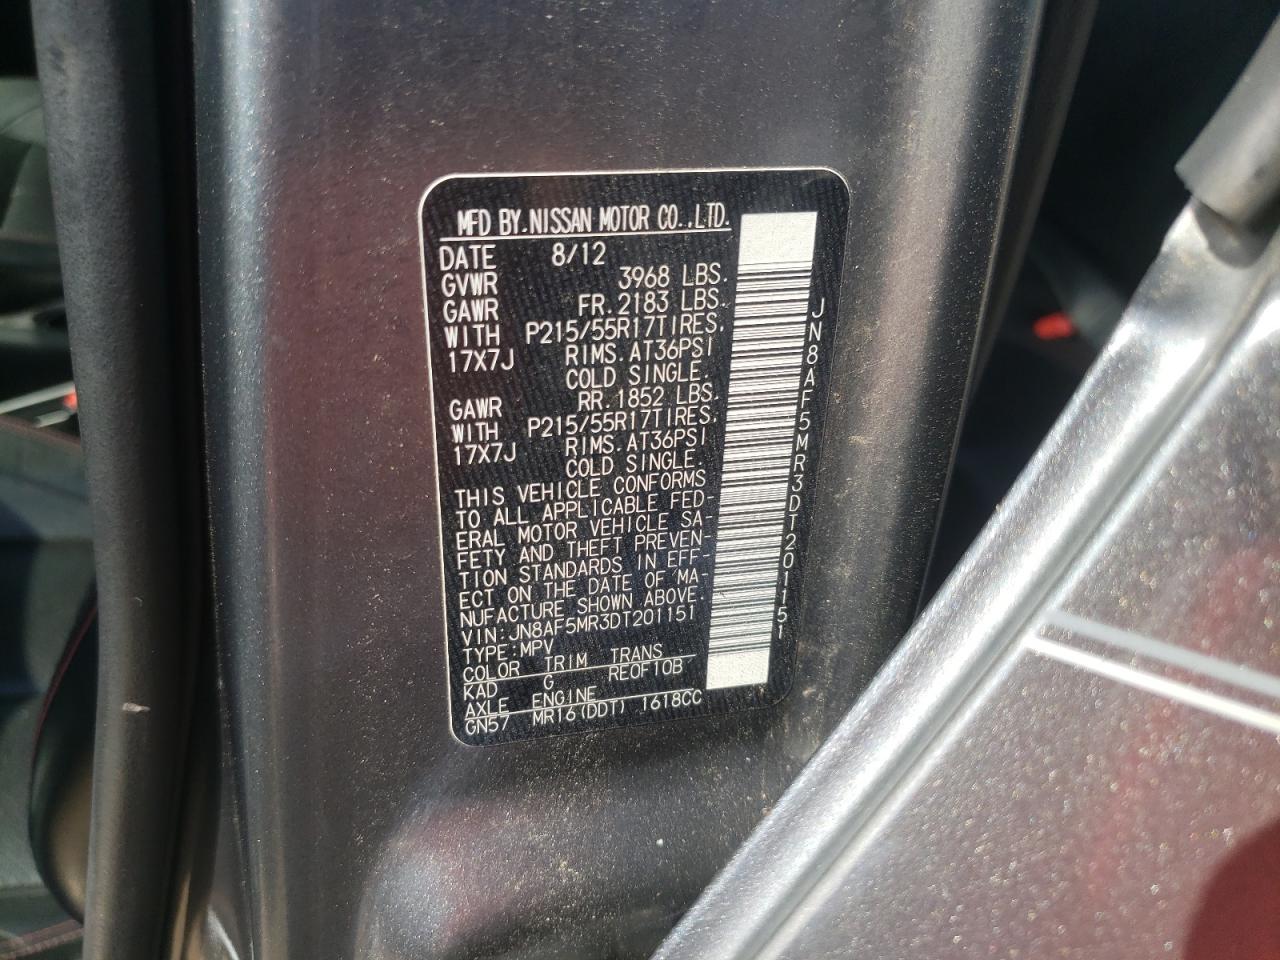 MFD BY.NISSAN MOTOR CO.,LTD.
DATE 8/12
GVWR 3968 LBS.
GAWR FR.2183 LBS.
WITH P215/55R17TIRES.
17X7J RIMS.AT36PSI
COLD SINGLE.
GAWR RR.1852 LBS.
WITH P215/55R17TIRES.
17X7J RIMS.AT36PSI
COLD SINGLE.
THIS VEHICLE CONFORMS
TO ALL APPLICABLE FED-
ERAL MOTOR VEHICLE SA-
FETY AND THEFT PREVEN-
TION STANDARDS IN EFF-
ECT ON THE DATE OF MA-
NUFACTURE SHOWN ABOVE.
VIN:JN8AF5MR3DT201151
TYPE:MPV
COLOR TRIM TRANS
KAD G RE0F10B
AXLE ENGINE
GN57 MR16(DDT) 1618CC
JN8AF5MR3DT201151